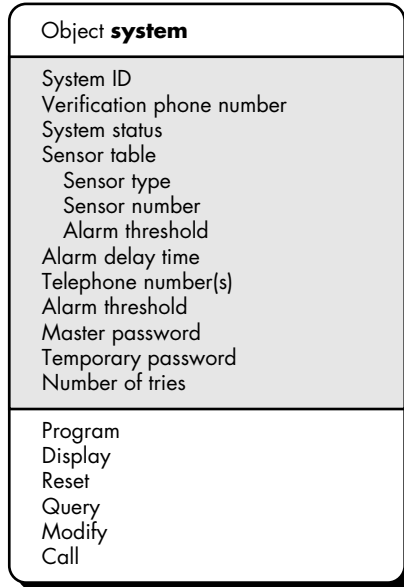 Object system
System ID
Verification phone number
System status
Sensor table
Sensor type
Sensor number
Alarm threshold
Alarm delay time
Telephone number(s)
Alarm threshold
Master password
Temporary password
Number of tries
Program
Display
Reset
Query
Modify
Call